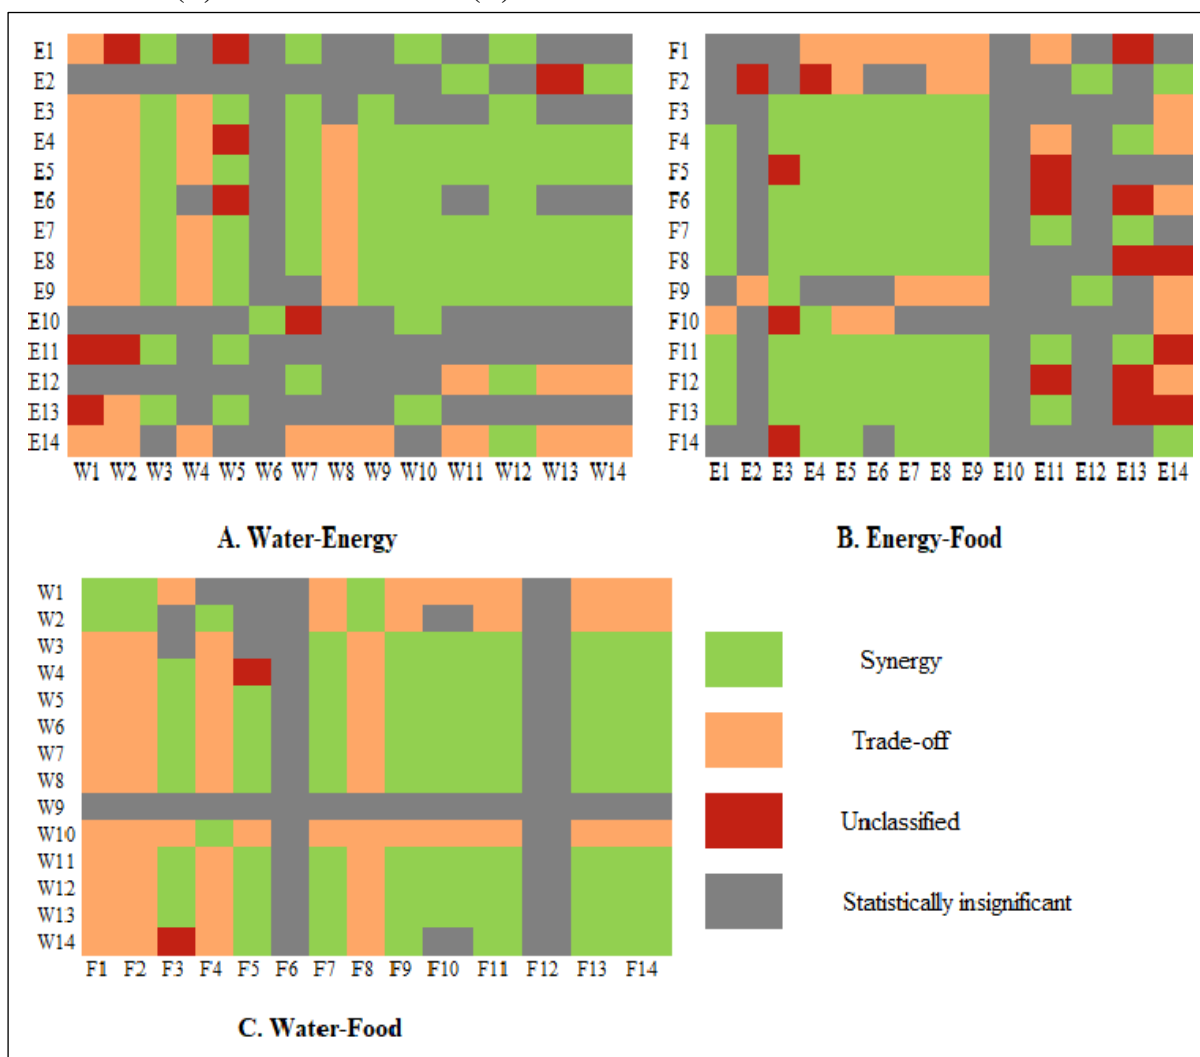 E1 F1
E2 F2
E3 F3
E4 F4
E5 F5
E6 F6
E7 F7
E8 F8
E9 F9
E10 F10
E11 F11
E12 F12
E13 F13
E14 F14
W1 W2 W3 W4 W5 W6 W7 W8 W9 W10 W11 W12 W13 W14 E1 E2 E3 E4 E5 E6 E7 E8 E9 E10 E11 E12 E13 E14
A. Water-Energy B. Energy-Food
W1
W2
W3
W4
W5
W6
W7
W8
W9
W10
W11
W12
W13
W14
F1 F2 F3 F4 F5 F6 F7 F8 F9 F10 F11 F12 F13 F14
C. Water-Food
Synergy
Trade-off
Unclassified
Statistically insignificant